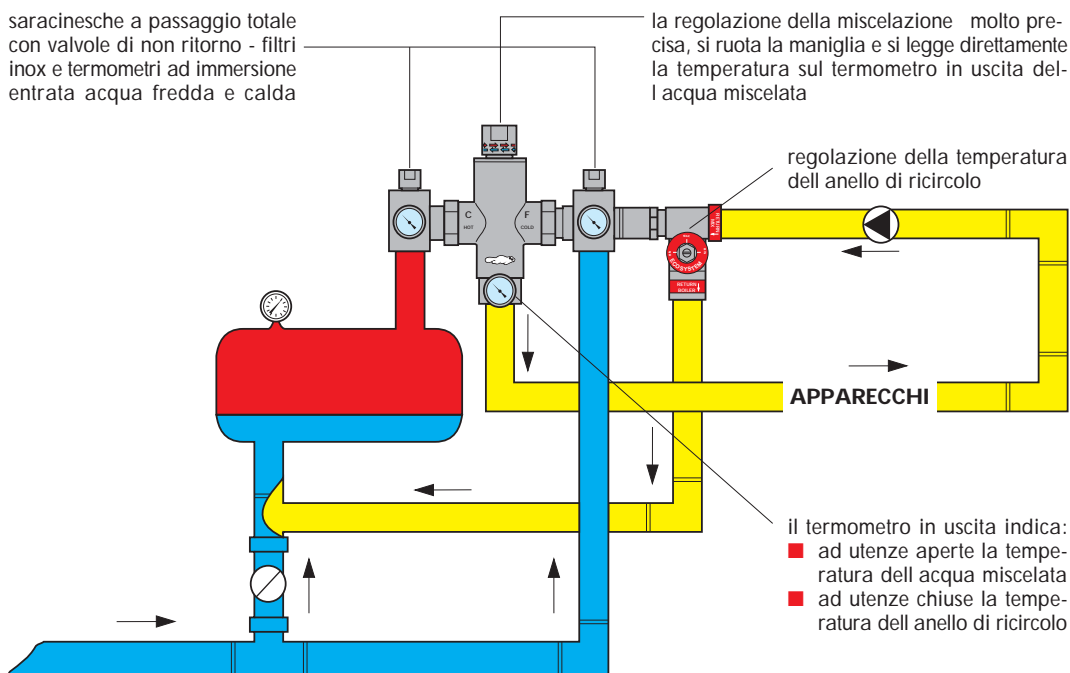 saracinesche a passaggio totale
con valvole di non ritorno - filtri
inox e termometri ad immersione
entrata acqua fredda e calda
la regolazione della miscelazione molto pre-
cisa, si ruota la maniglia e si legge direttamente
la temperatura sul termometro in uscita del-
l acqua miscelata
regolazione della temperatura
dell anello di ricircolo
C
HOT
F
COLD
ECOSYSTEM
RETURN
BOILER
APPARECCHI
il termometro in uscita indica:
ad utenze aperte la tempe-
ratura dell acqua miscelata
ad utenze chiuse la tempe-
ratura dell anello di ricircolo